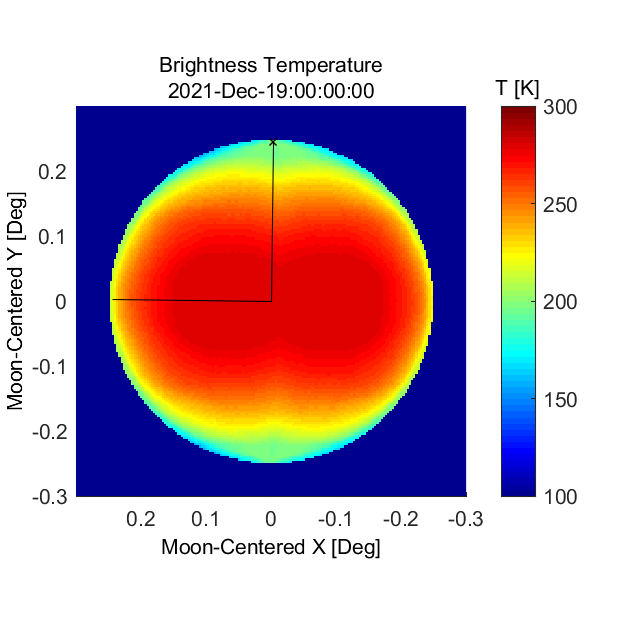 Brightness Temperature
2021-Dec-19:00:00:00:00
T [K]
300
250
200
150
100
Moon-Centered Y [Deg]
0.2
0.1
0
-0.1
-0.2
-0.3
0.2 0.1 0 -0.1 -0.2 -0.3
Moon-Centered X [Deg]